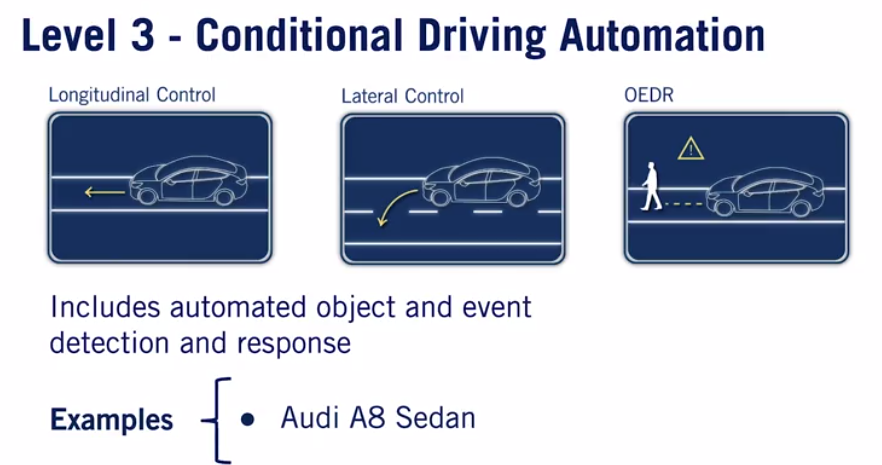 Level 3 - Conditional Driving Automation
Longitudinal Control
Lateral Control
OEDR
Includes automated object and event
detection and response
Examples
• Audi A8 Sedan